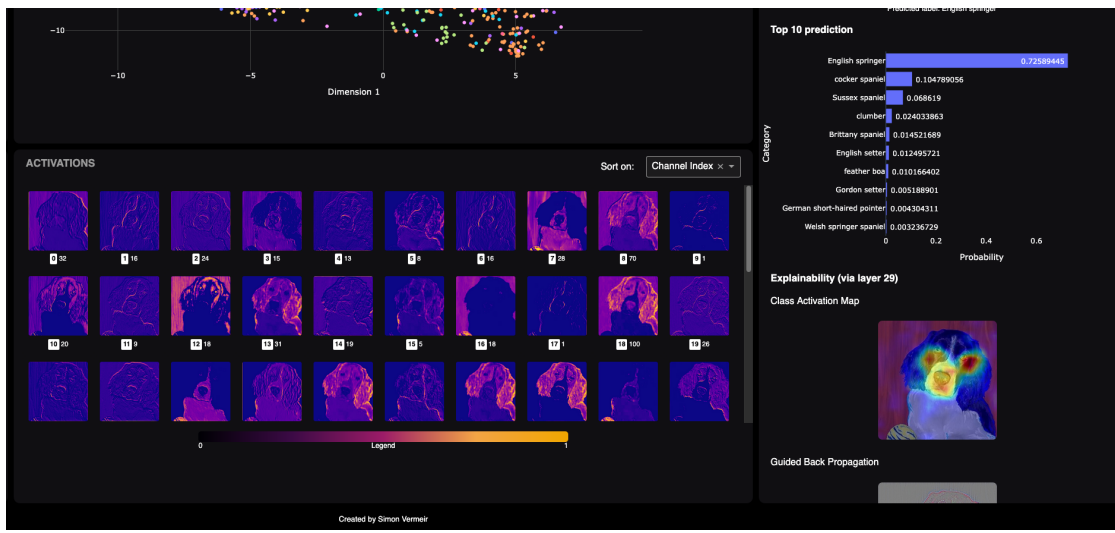 Predicted label: English springer
−10
−10
−5
0
5
Dimension 1
Top 10 prediction
Category
English springer 0.72589445
cocker spaniel 0.104789056
Sussex spaniel 0.068619
clumber 0.024033863
Brittany spaniel 0.014521689
English setter 0.012495721
feather boa 0.010166402
Gordon setter 0.005188901
German short-haired pointer 0.004304311
Welsh springer spaniel 0.003236729
0 0.2 0.4 0.6
Probability
ACTIVATIONS
Sort on: Channel Index ×
0 32 1 16 2 24 3 15 4 13 5 8 6 16 7 28 8 70 9 1
10 20 11 9 12 18 13 31 14 19 15 5 16 18 17 1 18 100 19 26
0 Legend 1
Explainability (via layer 29)
Class Activation Map
Guided Back Propagation
Created by Simon Vermeir